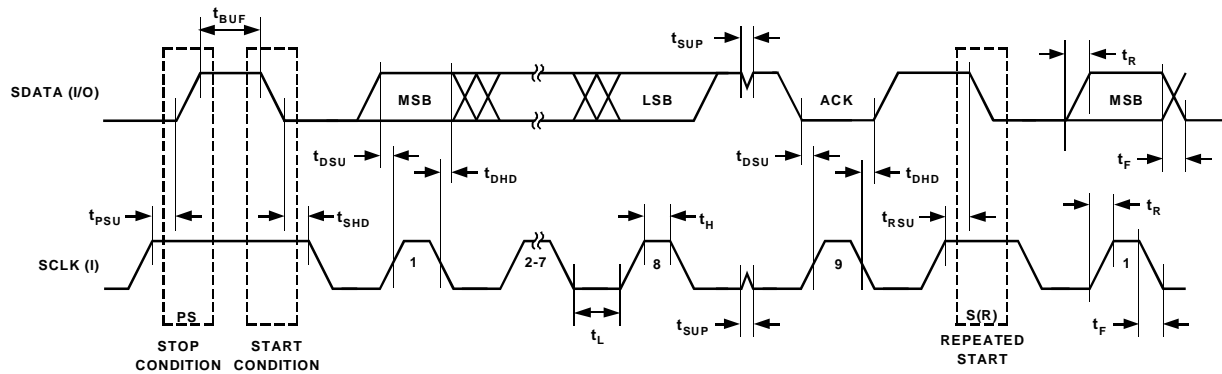 tBUF
tSUP
tR
SDATA (I/O)
MSB
LSB
ACK
MSB
tDSU
tDHD
tDSU
tDHD
tF
tPSU
tSHD
tH
tRSU
tR
SCLK (I)
1
2-7
8
9
1
PS
tL
tSUP
S(R)
tF
STOP
CONDITION
START
CONDITION
REPEATED
START